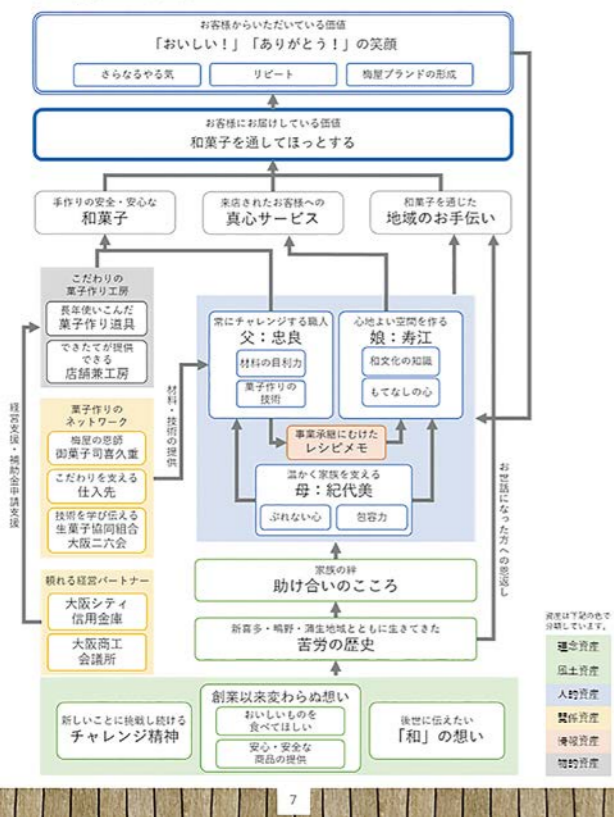 お客様からいただいている価値
「おいしい！」「ありがとう！」の笑顔
さらなるやる気
リピート
梅屋ブランドの形成
お客様にお届けしている価値
和菓子を通してほっとする
手作りの安全・安心な
和菓子
来店されたお客様への
真心サービス
和菓子を通じた
地域のお手伝い
こだわりの
菓子作り工房
長年使いこんだ
菓子作り道具
できたてが提供
できる
店舗兼工房
常にチャレンジする職人
父：忠良
材料の目利力
菓子作りの
技術
心地よい空間を作る
娘：寿江
和文化の知識
もてなしの心
事業承継にむけた
レシピメモ
温かく家族を支える
母：紀代美
ぶれない心
包容力
材料・技術の提供
菓子作りの
ネットワーク
梅屋の恩師
御菓子司喜久重
こだわりを支える
仕入先
技術を学び伝える
生菓子協同組合
大阪二六会
経営支援・補助金申請支援
頼れる経営パートナー
大阪シティ
信用金庫
大阪商工
会議所
お世話になった方への恩返し
家族の絆
助け合いのこころ
新喜多・鴫野・蒲生地域とともに生きてきた
苦労の歴史
新しいことに挑戦し続ける
チャレンジ精神
創業以来変わらぬ想い
おいしいものを
食べてほしい
安心・安全な
商品の提供
後世に伝えたい
「和」の想い
資産は下記の色で
分類しています。
理念資産
風土資産
人的資産
関係資産
情報資産
物的資産
7